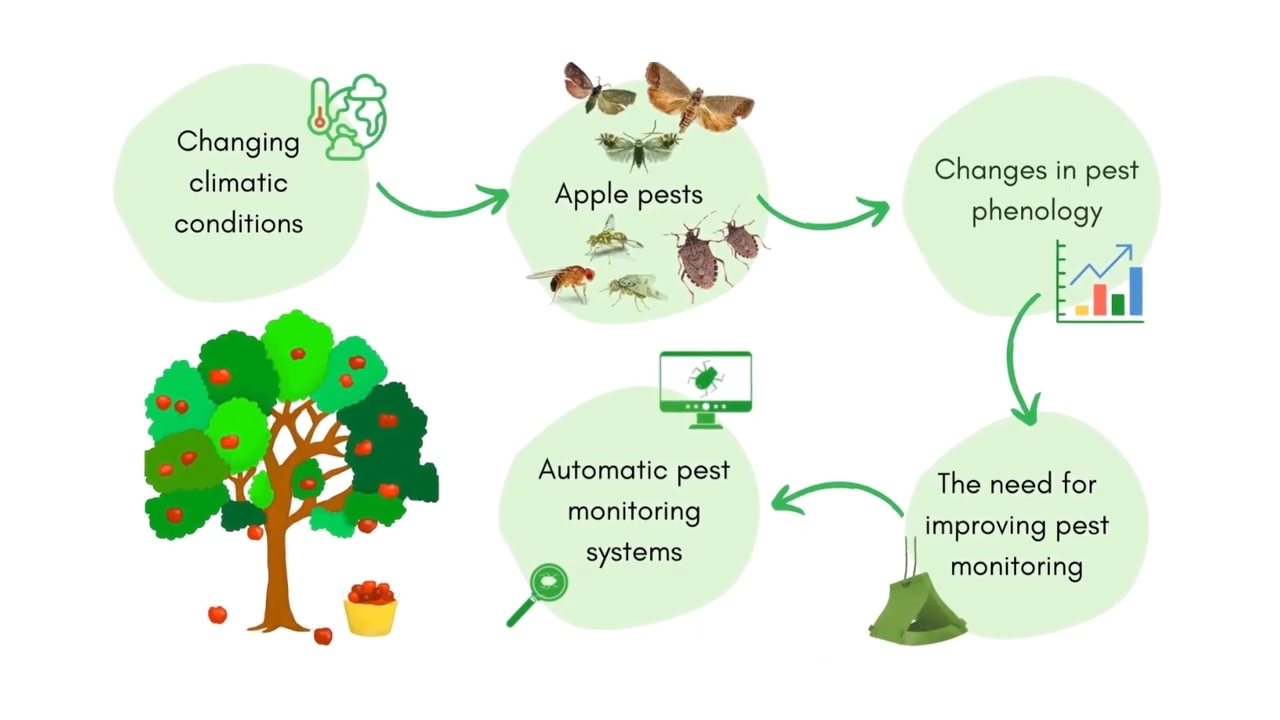 Changing
climatic
conditions
Apple pests
Changes in pest
phenology
The need for
improving pest
monitoring
Automatic pest
monitoring
systems